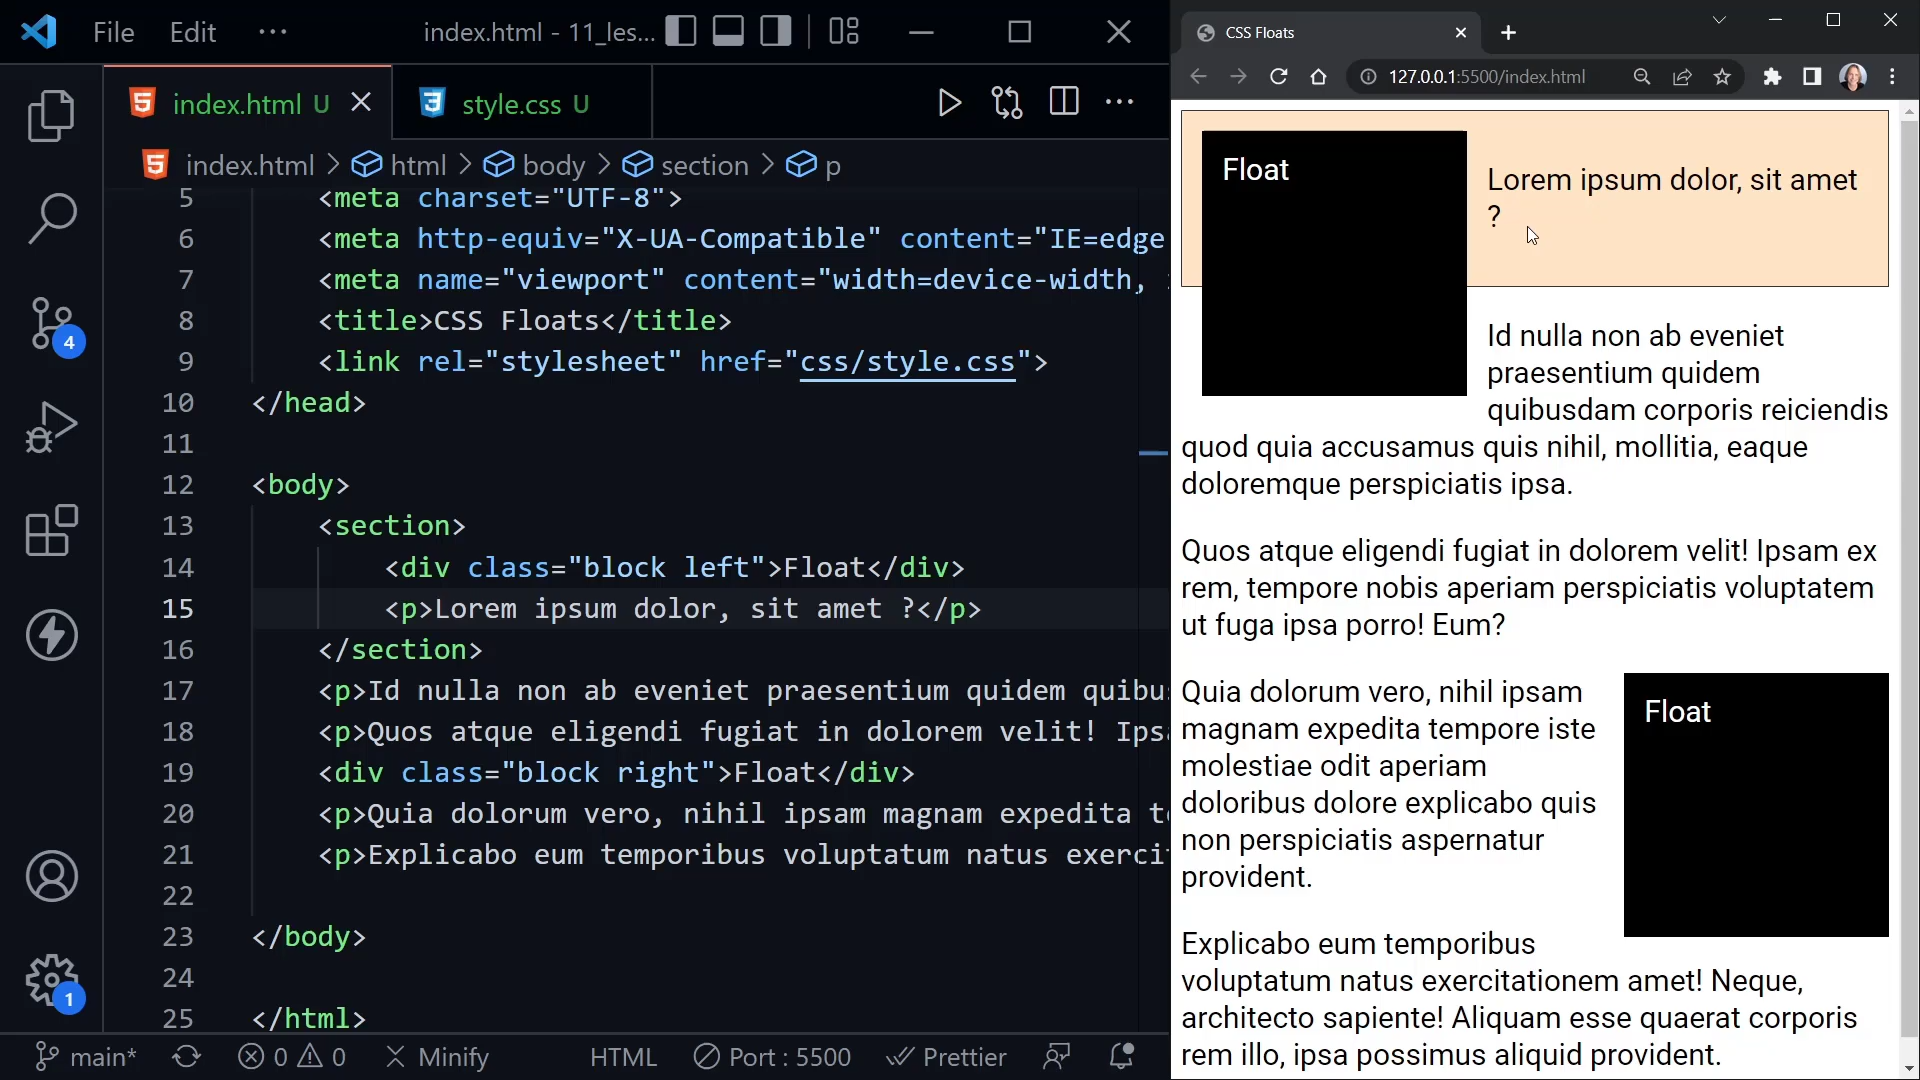 File Edit ... index.html - 11_les...
index.html U style.css U
index.html > html > body > section > p
5 <meta charset="UTF-8">
6 <meta http-equiv="X-UA-Compatible" content="IE=edge
7 <meta name="viewport" content="width=device-width,
8 <title>CSS Floats</title>
9 <link rel="stylesheet" href="css/style.css">
10 </head>
11
12 <body>
13 <section>
14 <div class="block left">Float</div>
15 <p>Lorem ipsum dolor, sit amet ?</p>
16 </section>
17 <p>Id nulla non ab eveniet praesentium quidem quibu
18 <p>Quos atque eligendi fugiat in dolorem velit! Ips
19 <div class="block right">Float</div>
20 <p>Quia dolorum vero, nihil ipsam magnam expedita t
21 <p>Explicabo eum temporibus voluptatum natus exerci
22
23 </body>
24
25 </html>
4
1
main* 0 0 Minify HTML Port : 5500 Prettier
CSS Floats
127.0.0.1:5500/index.html
Float
Lorem ipsum dolor, sit amet
?
Id nulla non ab eveniet
praesentium quidem
quibusdam corporis reiciendis
quod quia accusamus quis nihil, mollitia, eaque
doloremque perspiciatis ipsa.
Quos atque eligendi fugiat in dolorem velit! Ipsam ex
rem, tempore nobis aperiam perspiciatis voluptatem
ut fuga ipsa porro! Eum?
Float
Quia dolorum vero, nihil ipsam
magnam expedita tempore iste
molestiae odit aperiam
doloribus dolore explicabo quis
non perspiciatis aspernatur
provident.
Explicabo eum temporibus
voluptatum natus exercitationem amet! Neque,
architecto sapiente! Aliquam esse quaerat corporis
rem illo, ipsa possimus aliquid provident.